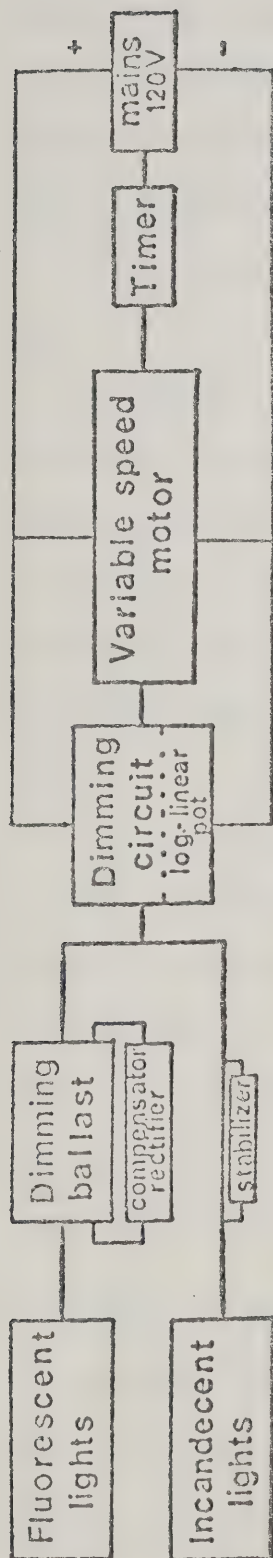 Fluorescent
lights
Incandecent
lights
Dimming
ballast
compensator
rectifier
stabilizer
Dimming
circuit
log-linear
pot
Variable speed
motor
Timer
mains
120V
+
-